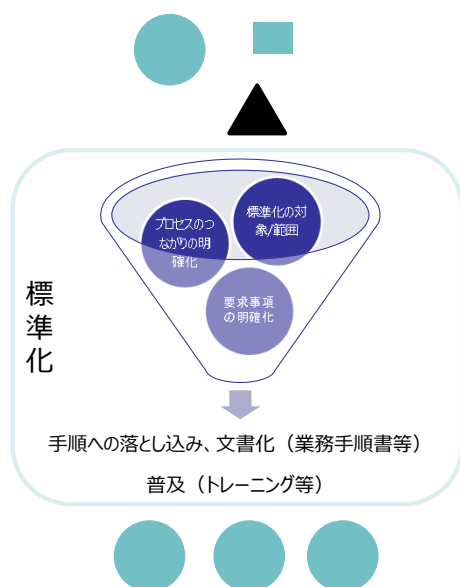 標準化の対
象/範囲
プロセスのつ
ながりの明
確化
要求事項
の明確化
標
準
化
手順への落とし込み、文書化（業務手順書等）
普及（トレーニング等）